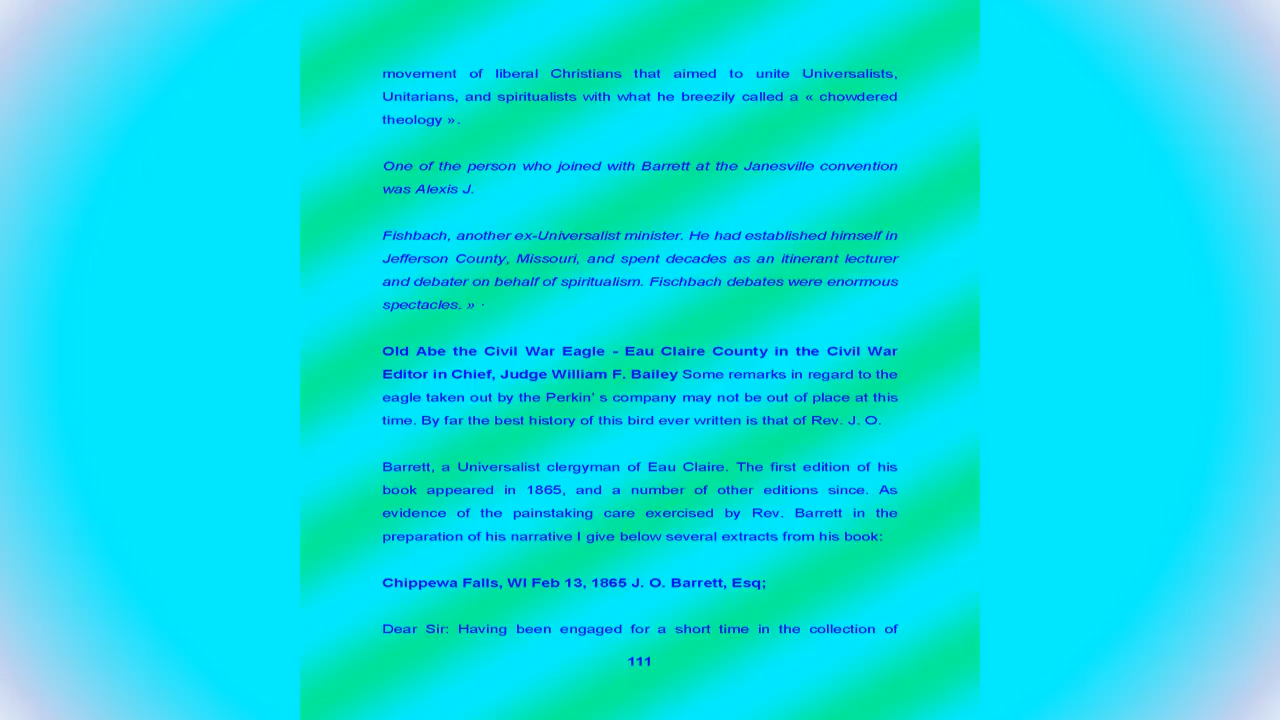 movement of liberal Christians that aimed to unite Universalists,
Unitarians, and spiritualists with what he breezily called a « chowdered
theology ».
One of the person who joined with Barrett at the Janesville convention
was Alexis J.
Fishbach, another ex-Universalist minister. He had established himself in
Jefferson County, Missouri, and spent decades as an itinerant lecturer
and debater on behalf of spiritualism. Fischbach debates were enormous
spectacles. » ·
Old Abe the Civil War Eagle - Eau Claire County in the Civil War
Editor in Chief, Judge William F. Bailey Some remarks in regard to the
eagle taken out by the Perkin' s company may not be out of place at this
time. By far the best history of this bird ever written is that of Rev. J. O.
Barrett, a Universalist clergyman of Eau Claire. The first edition of his
book appeared in 1865, and a number of other editions since. As
evidence of the painstaking care exercised by Rev. Barrett in the
preparation of his narrative I give below several extracts from his book:
Chippewa Falls, WI Feb 13, 1865 J. O. Barrett, Esq;
Dear Sir: Having been engaged for a short time in the collection of
111